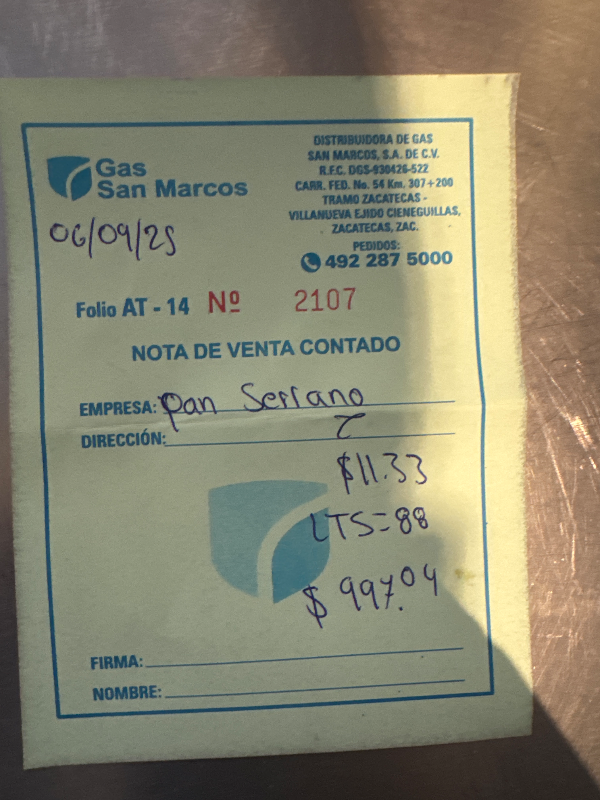 Gas
San Marcos
DISTRIBUIDORA DE GAS
SAN MARCOS, S.A. DE C.V.
R.F.C. DGS-930426-522
CARR. FED. No. 54 Km. 307+200
TRAMO ZACATECAS -
VILLANUEVA EJIDO CIENEGUILLAS,
ZACATECAS, ZAC.
PEDIDOS:
492 287 5000
06/09/25
Folio AT - 14 Nº 2107
NOTA DE VENTA CONTADO
EMPRESA: Pan Serrano
DIRECCIÓN:
$11.33
LTS=88
$997.04
FIRMA:
NOMBRE: